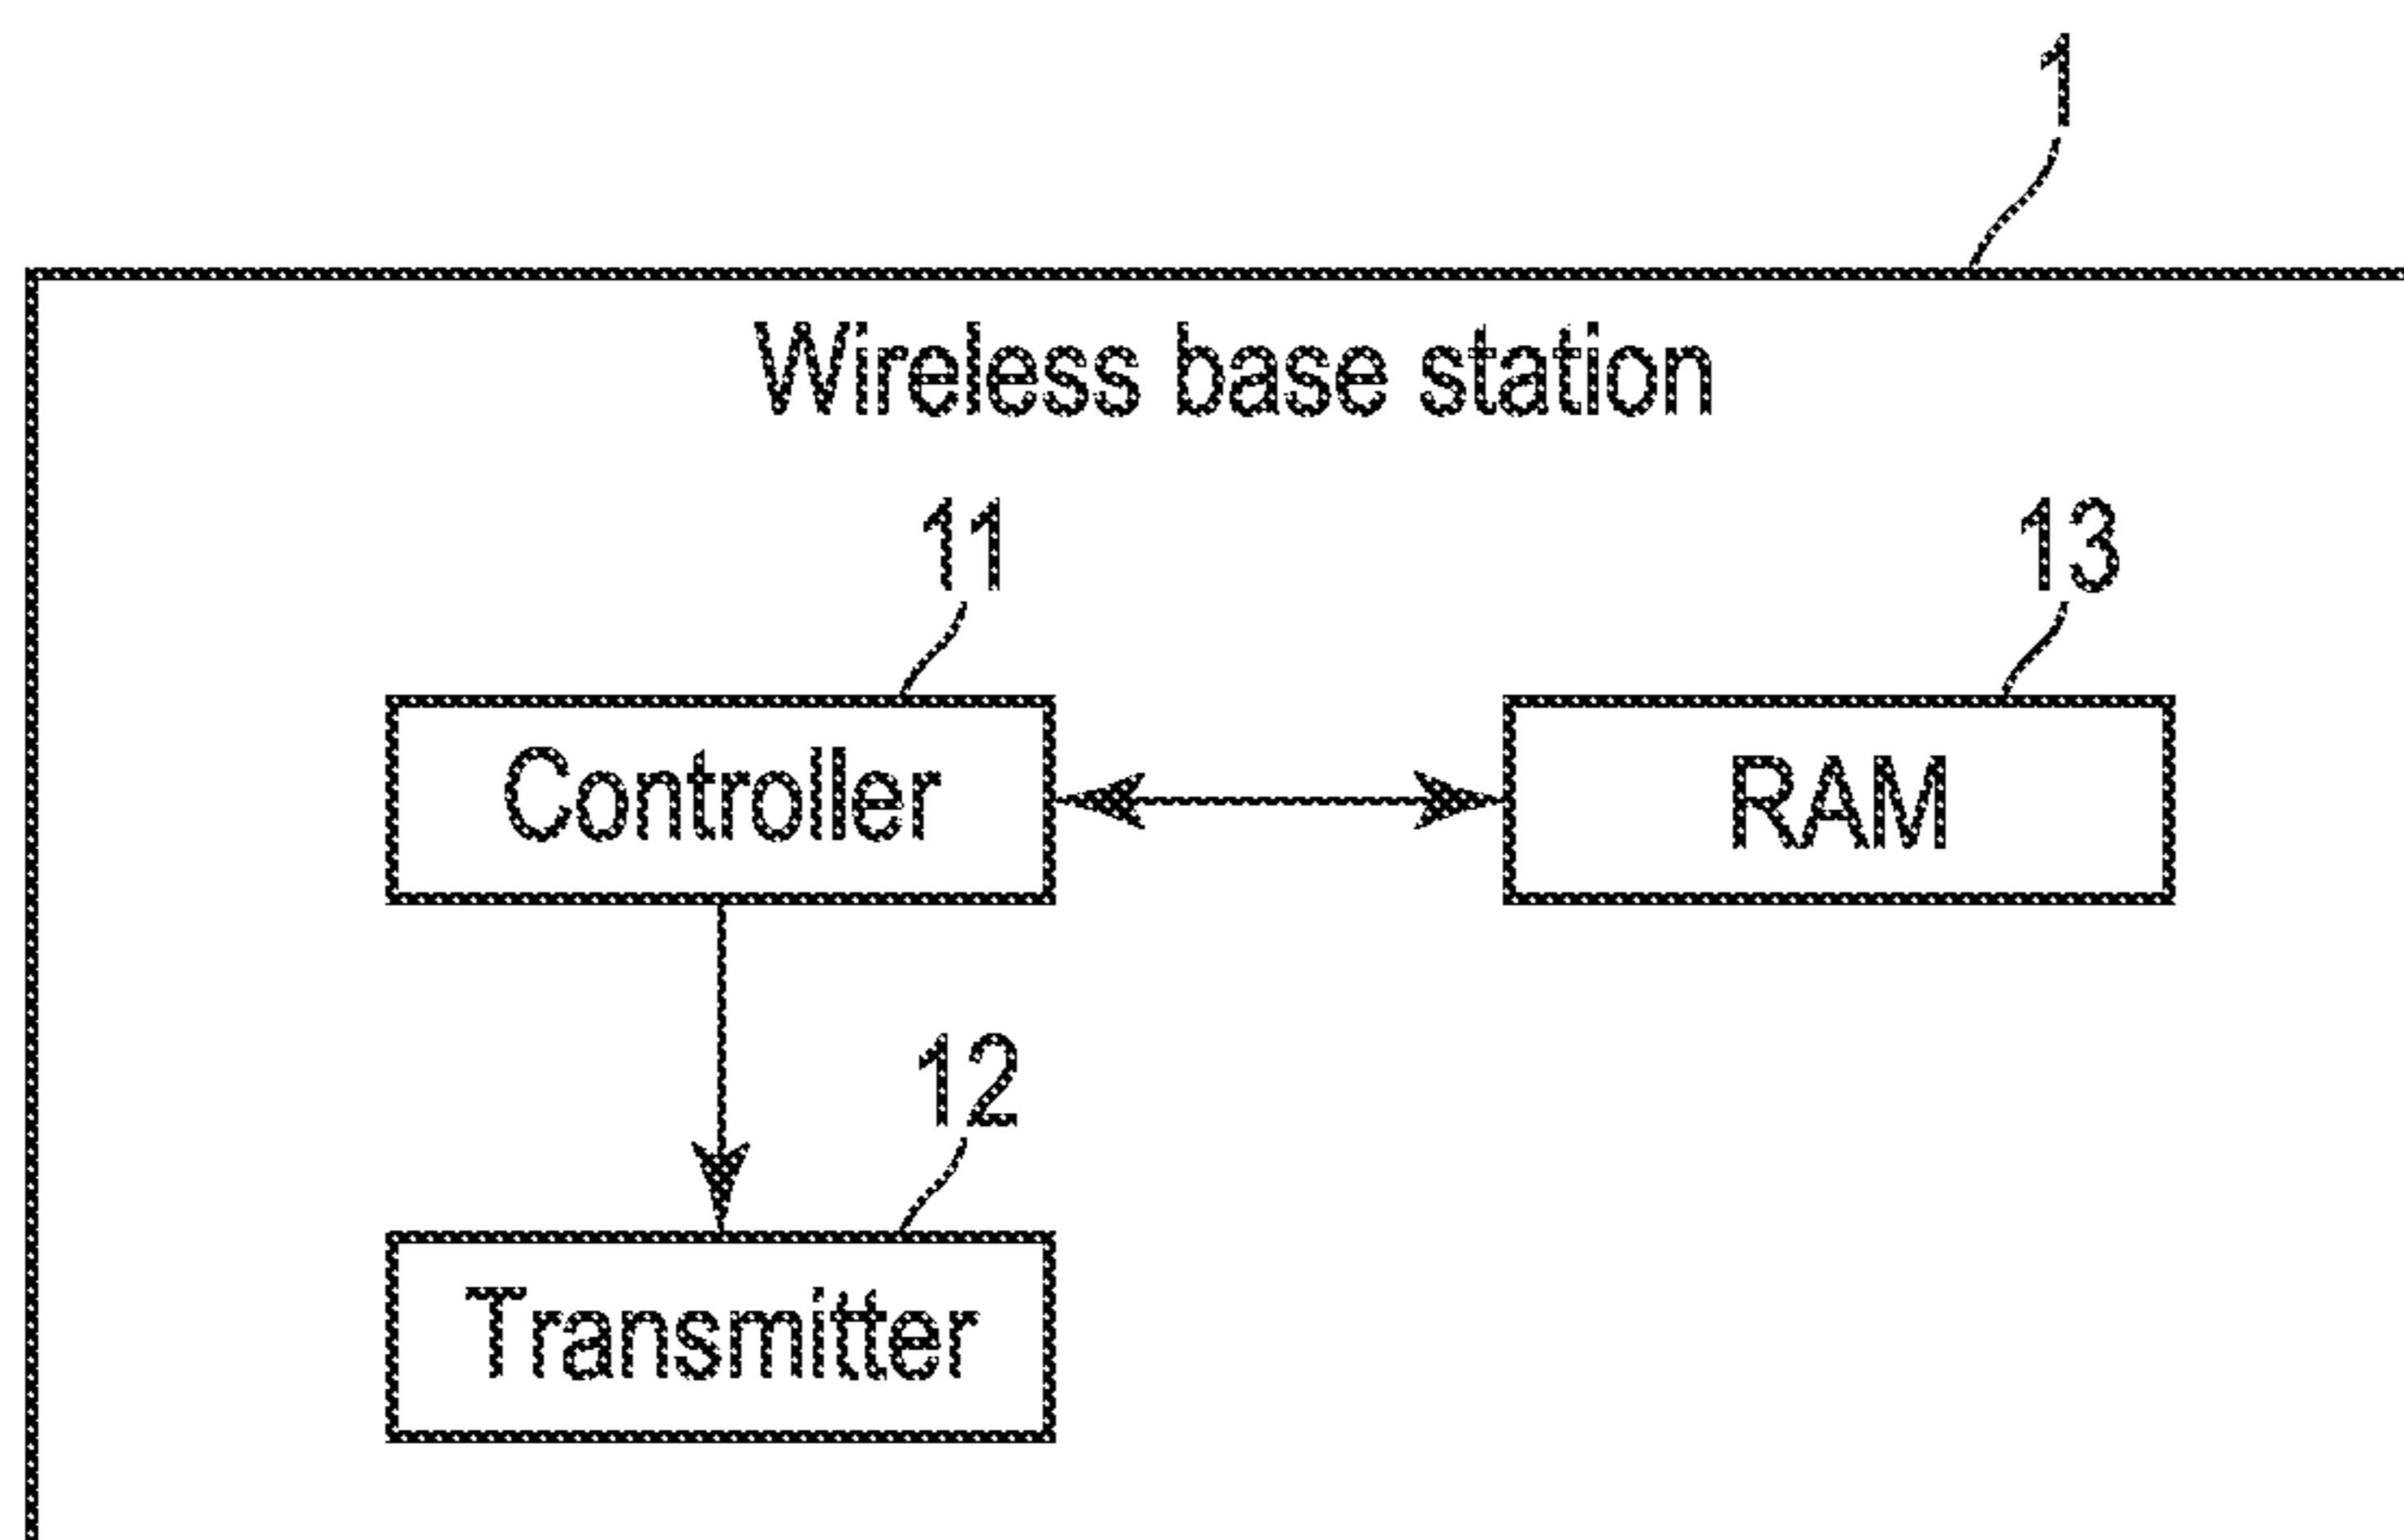 1
Wireless base station
11
13
Controller
RAM
12
Transmitter